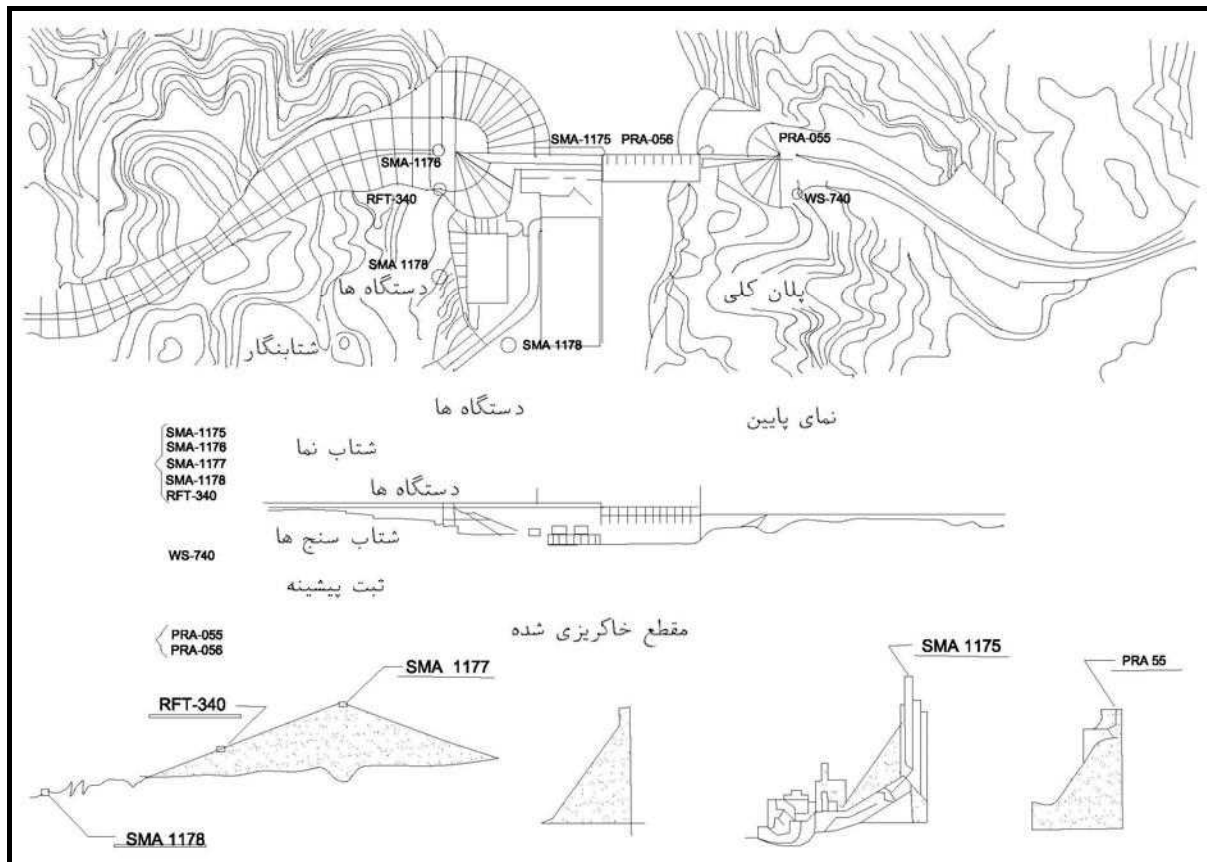 SMA-1175 PRA-056
PRA-055
SMA-1176
RFT-340
WS-740
SMA 1178
دستگاه ها
پلان کلی
شتابنگار
SMA 1178
دستگاه ها
نمای پایین
SMA-1175
SMA-1176
SMA-1177
SMA-1178
RFT-340
شتاب نما
دستگاه ها
شتاب سنج ها
WS-740
ثبت پیشینه
مقطع خاکریزی شده
PRA-055
PRA-056
SMA 1177
SMA 1175
PRA 55
RFT-340
SMA 1178